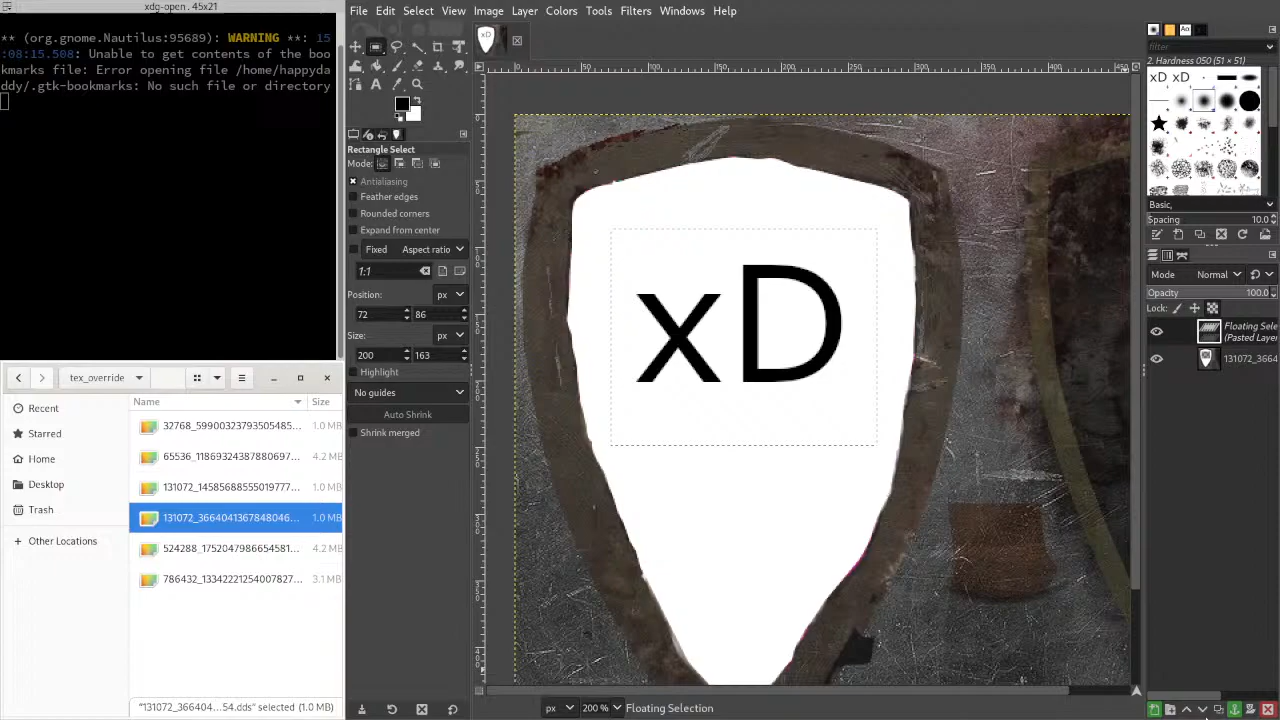 xdg-open . 45x21
** (org.gnome.Nautilus:95689): WARNING **: 15
:08:15.508: Unable to get contents of the boo
kmarks file: Error opening file /home/happyda
ddy/.gtk-bookmarks: No such file or directory
tex_override
Recent
Starred
Home
Desktop
Trash
Other Locations
Name Size
32768_59900323793505485... 1.0 MB
65536_11869324387880697... 4.2 MB
131072_14585688555019777... 1.0 MB
131072_3664041367848046... 1.0 MB
524288_1752047986654581... 4.2 MB
786432_13342221254007827... 3.1 MB
"131072_366404...54.dds" selected (1.0 MB)
File Edit Select View Image Layer Colors Tools Filters Windows Help
Rectangle Select
Mode:
Antialiasing
Feather edges
Rounded corners
Expand from center
Fixed Aspect ratio
1:1
Position:
px
72 86
Size:
px
200 163
Highlight
No guides
Auto Shrink
Shrink merged
xD
px 200 % Floating Selection
filter
2. Hardness 050 (51 × 51)
xD xD
Basic,
Spacing 10.0
Mode Normal
Opacity 100.0
Lock:
Floating Sele
(Pasted Layer
131072_3664